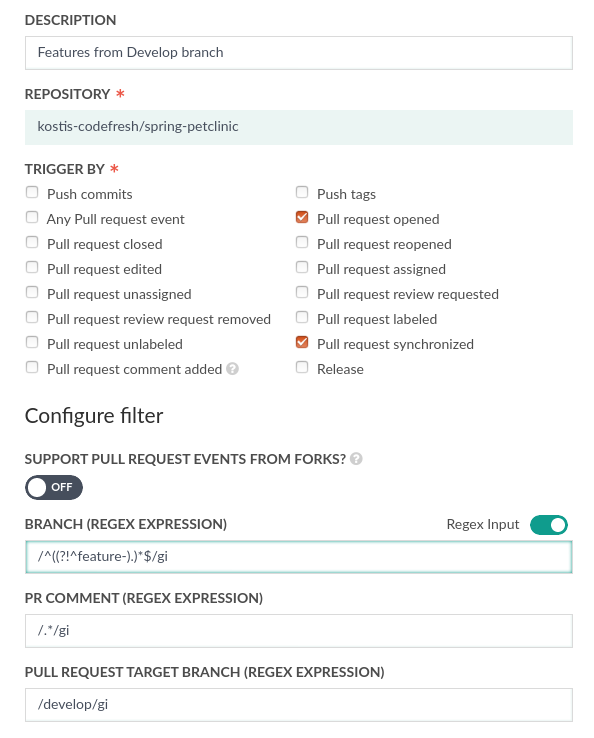 DESCRIPTION
Features from Develop branch
REPOSITORY *
kostis-codefresh/spring-petclinic
TRIGGER BY *
Push commits Push tags
Any Pull request event Pull request opened
Pull request closed Pull request reopened
Pull request edited Pull request assigned
Pull request unassigned Pull request review requested
Pull request review request removed Pull request labeled
Pull request unlabeled Pull request synchronized
Pull request comment added ? Release
Configure filter
SUPPORT PULL REQUEST EVENTS FROM FORKS? ?
OFF
BRANCH (REGEX EXPRESSION) Regex Input
/^((?!^feature-).)*$/gi
PR COMMENT (REGEX EXPRESSION)
/.*/gi
PULL REQUEST TARGET BRANCH (REGEX EXPRESSION)
/develop/gi